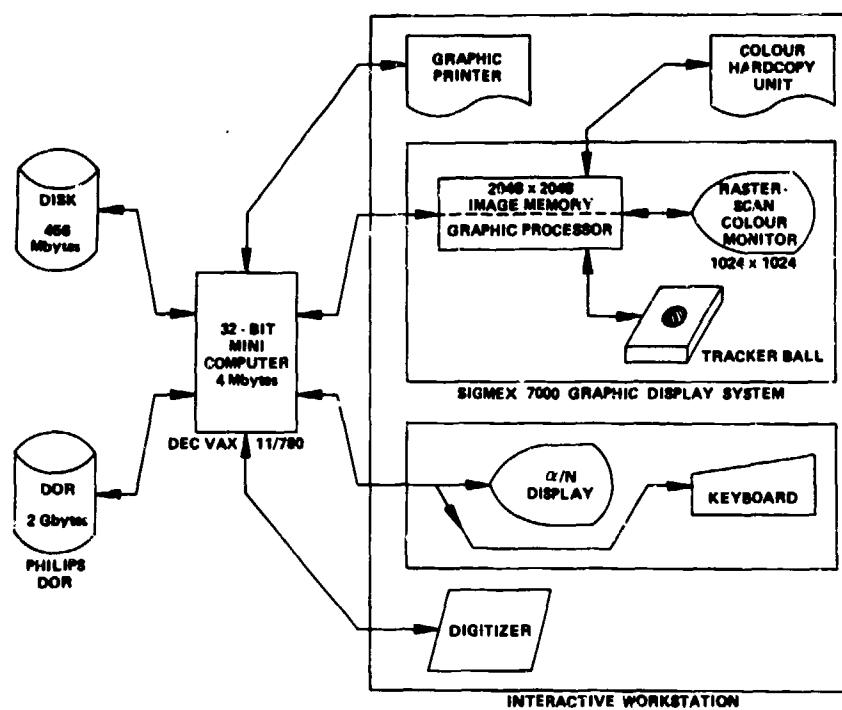 GRAPHIC
PRINTER
COLOUR
HARDCOPY
UNIT
DISK
456
Mbytes
2048 x 2048
IMAGE MEMORY
GRAPHIC PROCESSOR
RASTER-
SCAN
COLOUR
MONITOR
1024 x 1024
TRACKER BALL
SIGMEX 7000 GRAPHIC DISPLAY SYSTEM
32 - BIT
MINI
COMPUTER
4 Mbytes
DEC VAX 11/780
DOR
2 Gbytes
PHILIPS
DOR
α/N
DISPLAY
KEYBOARD
DIGITIZER
INTERACTIVE WORKSTATION